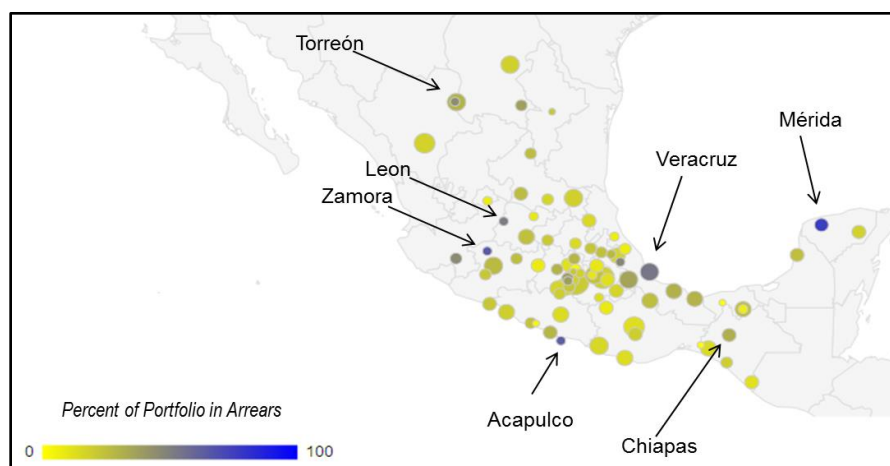 Torreón
Mérida
Veracruz
Leon
Zamora
Acapulco
Chiapas
Percent of Portfolio in Arrears
0 100